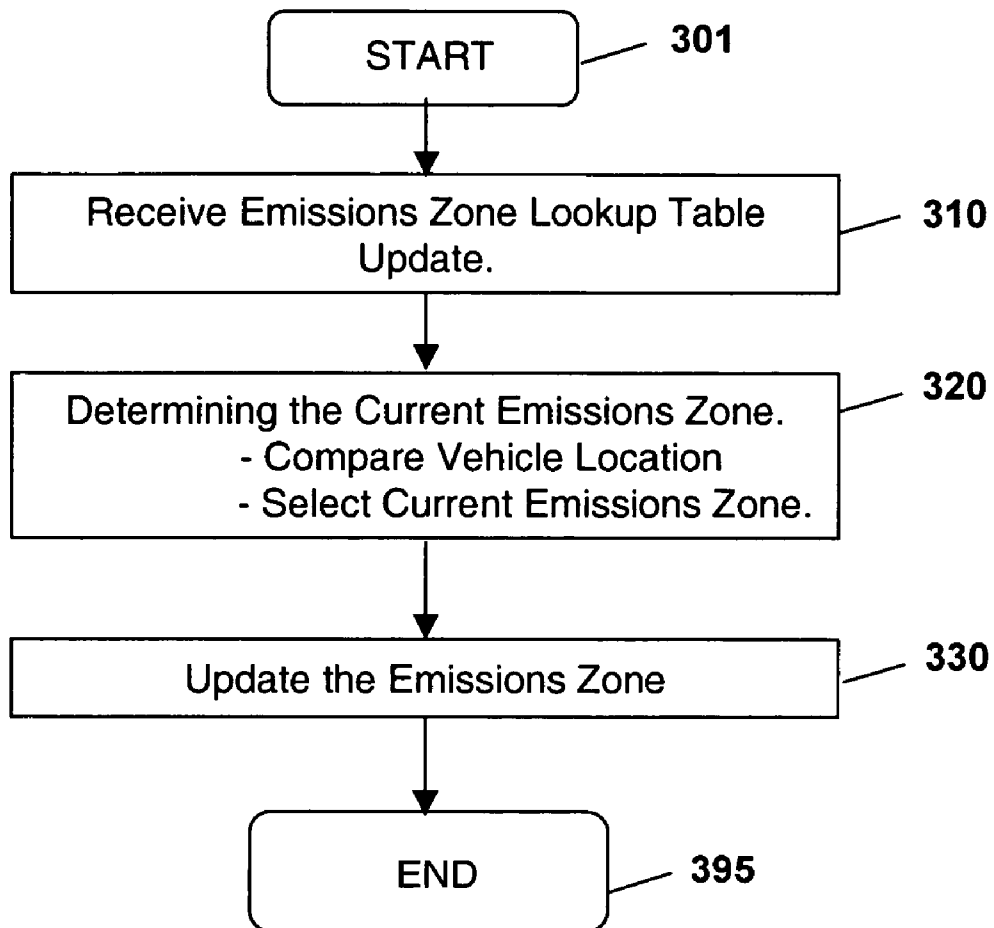 START
301
Receive Emissions Zone Lookup Table
Update.
310
Determining the Current Emissions Zone.
- Compare Vehicle Location
- Select Current Emissions Zone.
320
Update the Emissions Zone
330
END
395